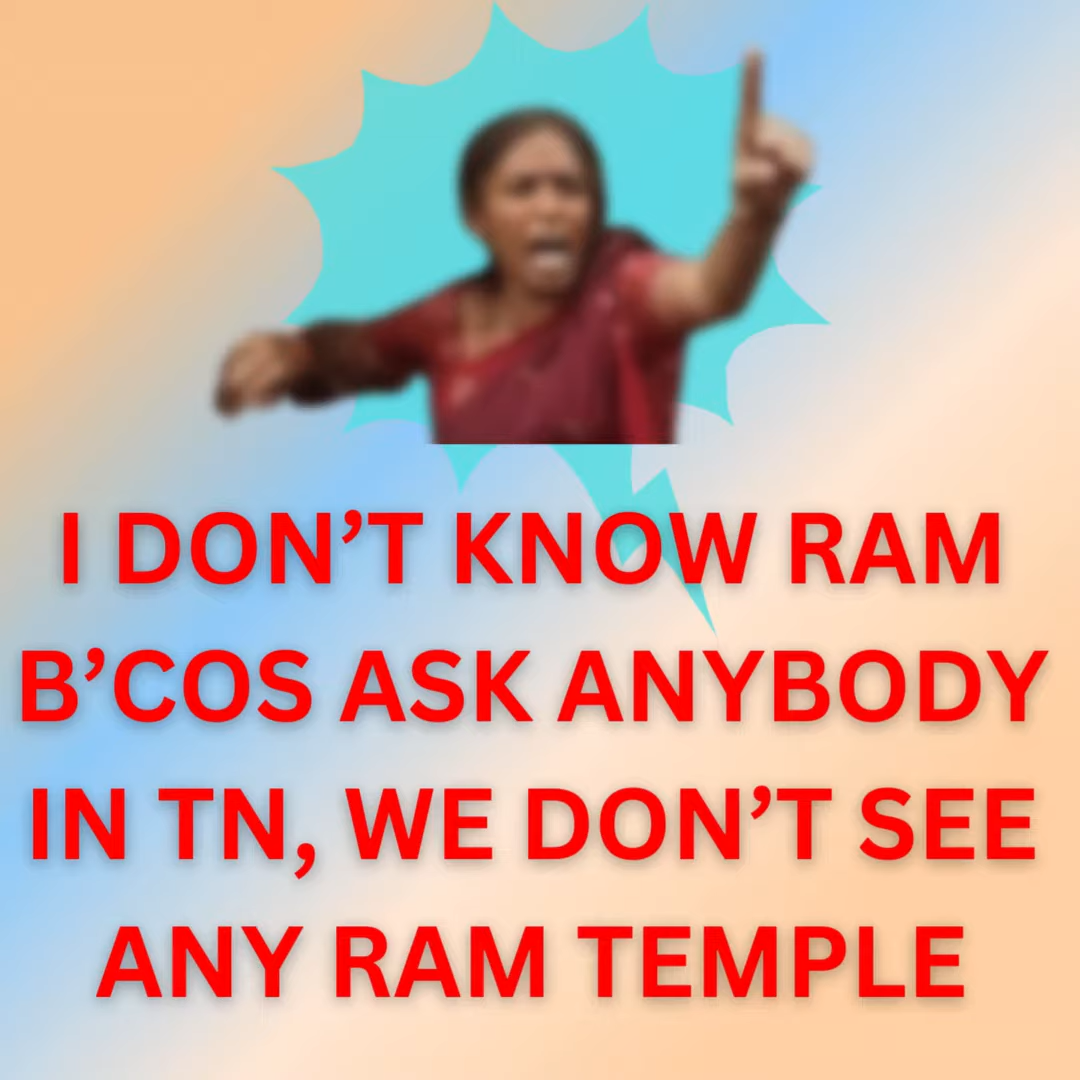 I DON’T KNOW RAM
B’COS ASK ANYBODY
IN TN, WE DON’T SEE
ANY RAM TEMPLE